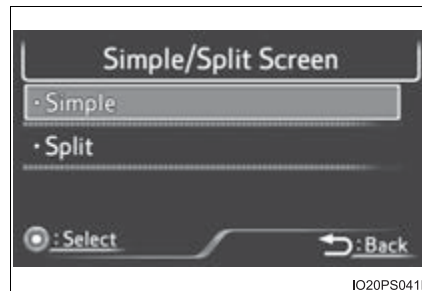 Simple/Split Screen
・Simple
・Split
:Select
:Back
IO20PS041